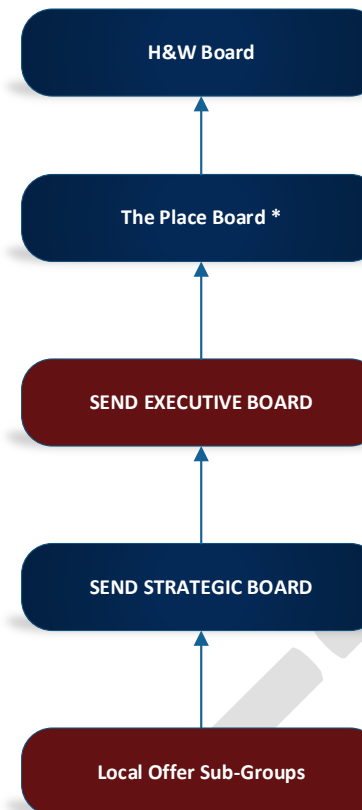 H&W Board
The Place Board *
SEND EXECUTIVE BOARD
SEND STRATEGIC BOARD
Local Offer Sub-Groups